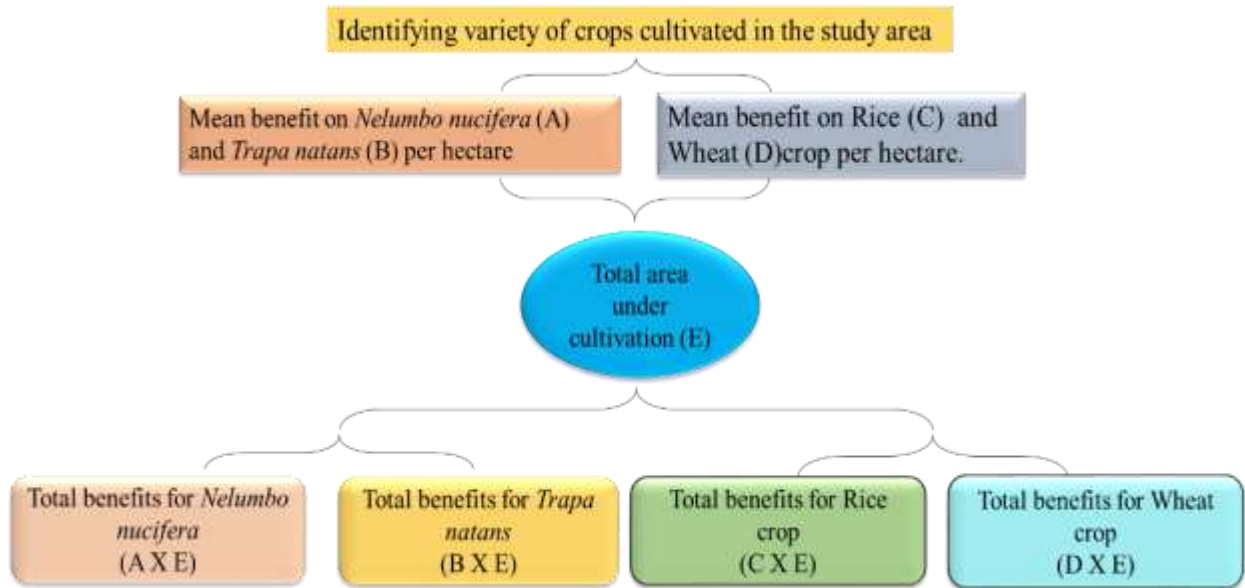 Identifying variety of crops cultivated in the study area
Mean benefit on Nelumbo nucifera (A)
and Trapa natans (B) per hectare
Mean benefit on Rice (C) and
Wheat (D)crop per hectare.
Total area
under
cultivation (E)
Total benefits for Nelumbo
nucifera
(A X E)
Total benefits for Trapa
natans
(B X E)
Total benefits for Rice
crop
(C X E)
Total benefits for Wheat
crop
(D X E)